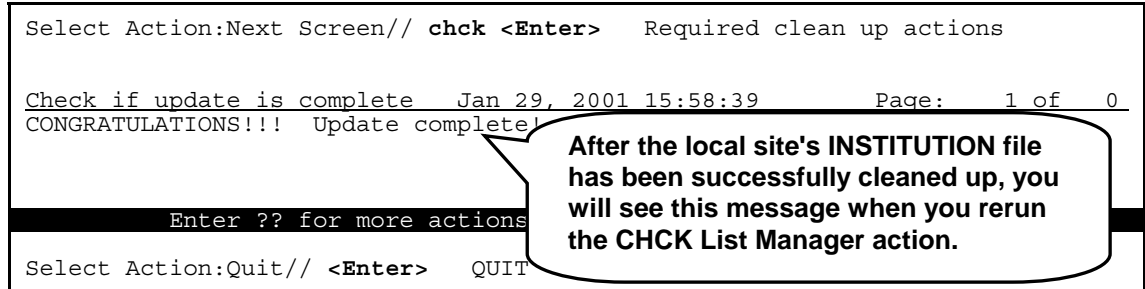 Select Action:Next Screen// chck <Enter>   Required clean up actions
Check if update is complete   Jan 29, 2001 15:58:39   Page:   1 of   0
CONGRATULATIONS!!!  Update complete!
After the local site's INSTITUTION file
has been successfully cleaned up, you
will see this message when you rerun
the CHCK List Manager action.
Enter ?? for more actions
Select Action:Quit// <Enter>   QUIT